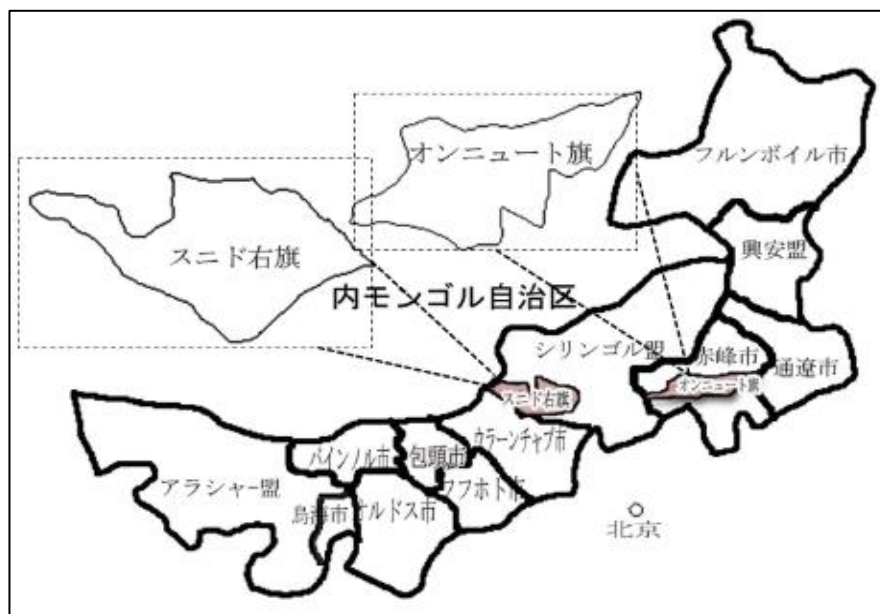 オンニュート旗
フルンボイル市
スニド右旗
興安盟
内モンゴル自治区
シリンゴル盟
赤峰市
通遼市
オンニュート旗
スニド右旗
カラーンチャブ市
バインノル市
包頭市
フフホト市
アラシャー盟
烏海市
オルドス市
北京